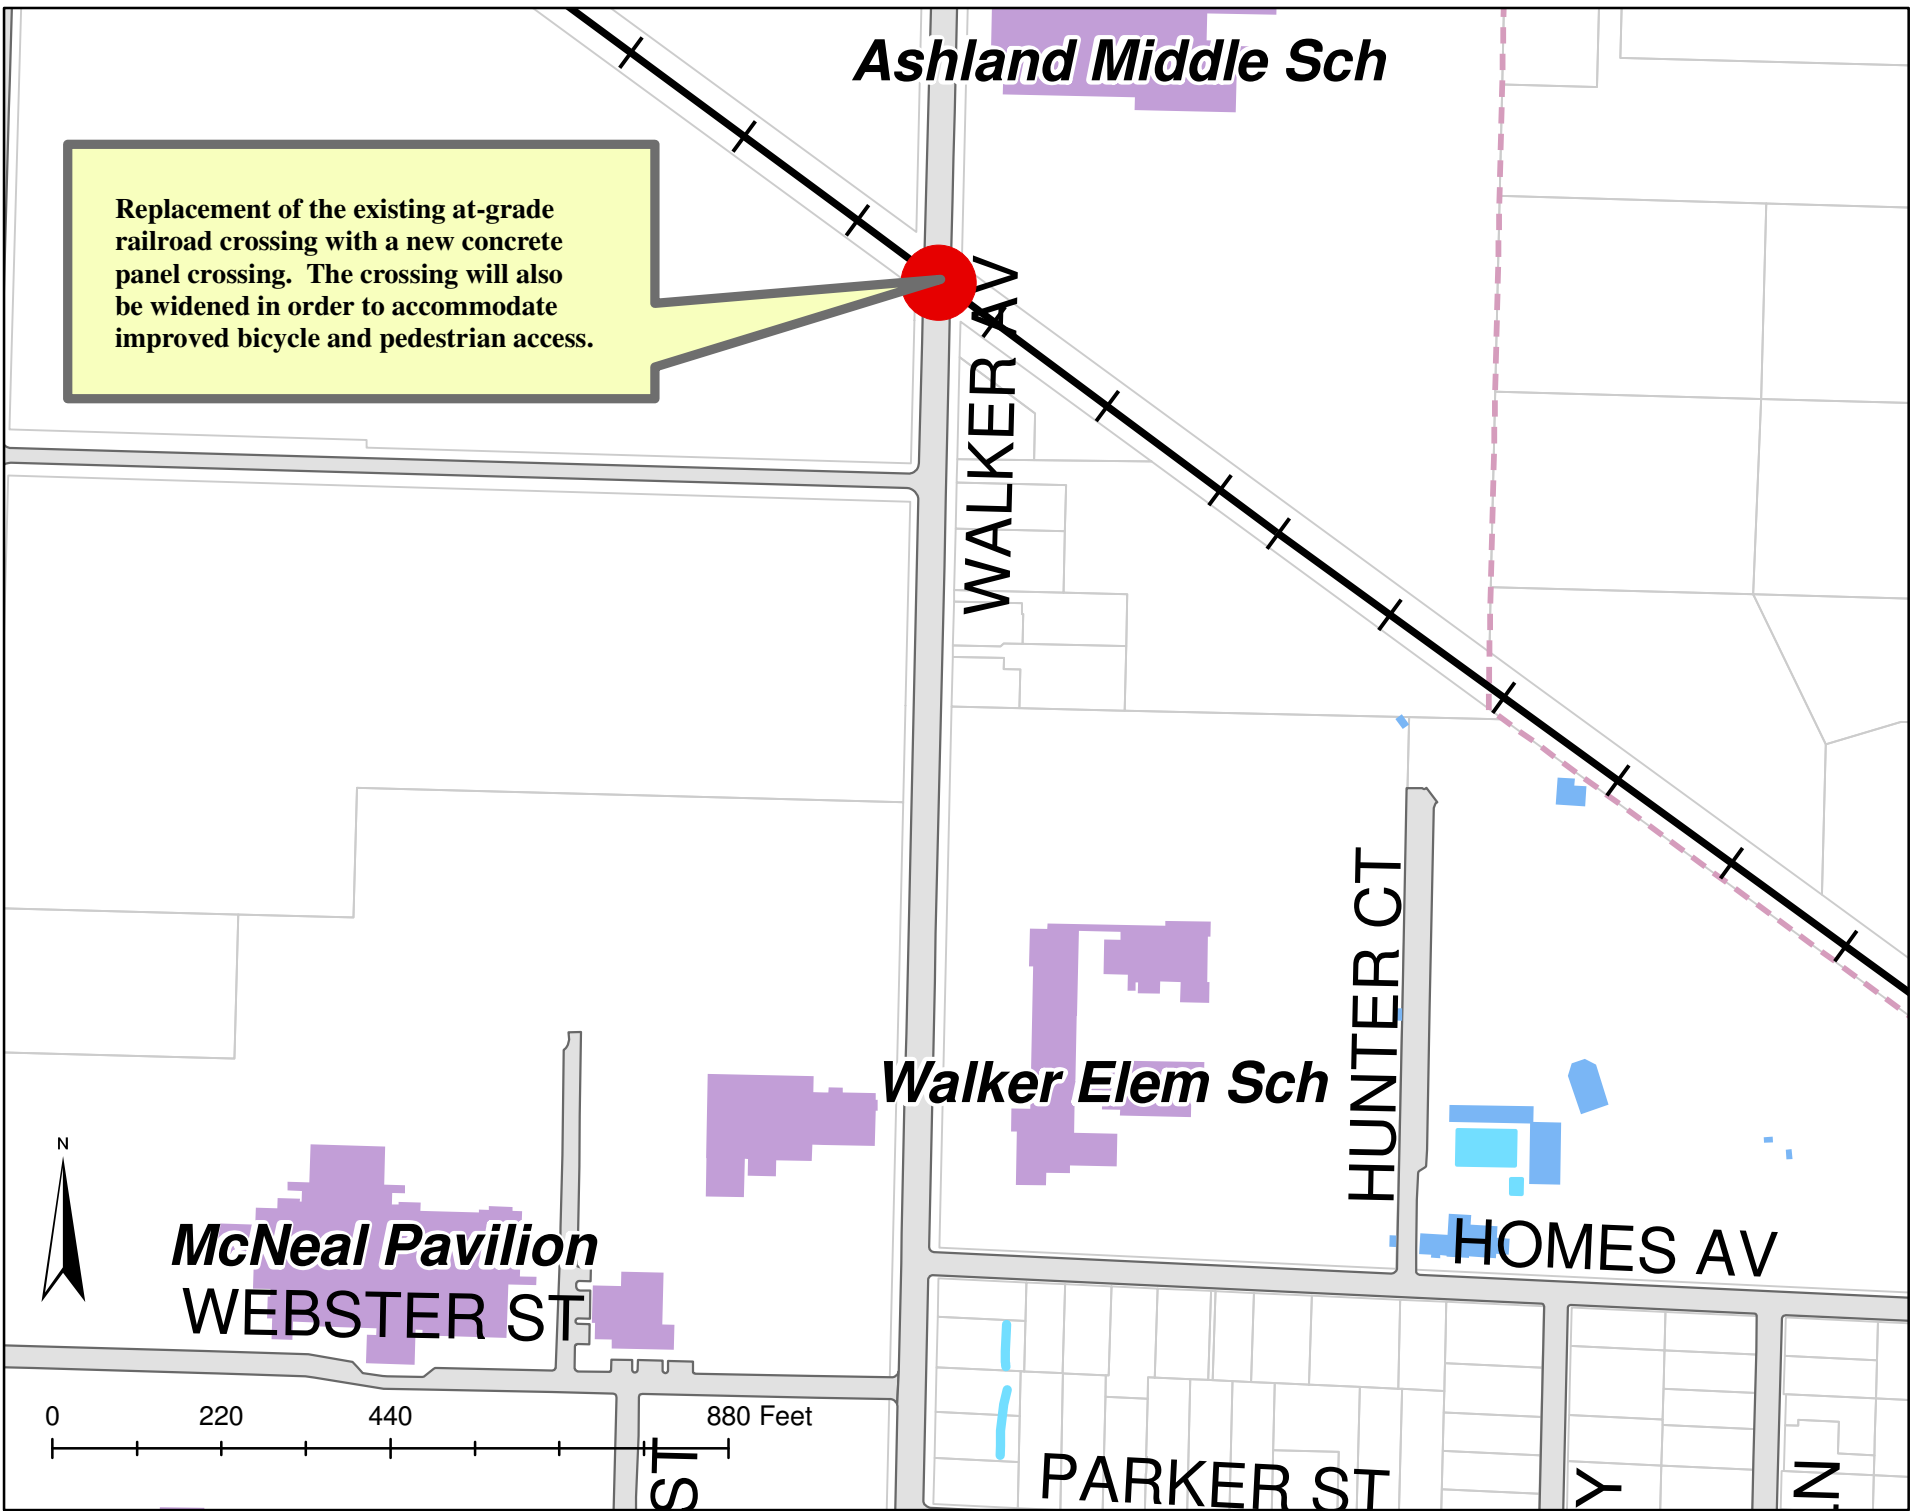 Ashland Middle Sch
Replacement of the existing at-grade
railroad crossing with a new concrete
panel crossing.  The crossing will also
be widened in order to accommodate
improved bicycle and pedestrian access.
WALKER AV
HUNTER CT
Walker Elem Sch
N
McNeal Pavilion
HOMES AV
WEBSTER ST
0 220 440 880 Feet
ST
PARKER ST
Y
N